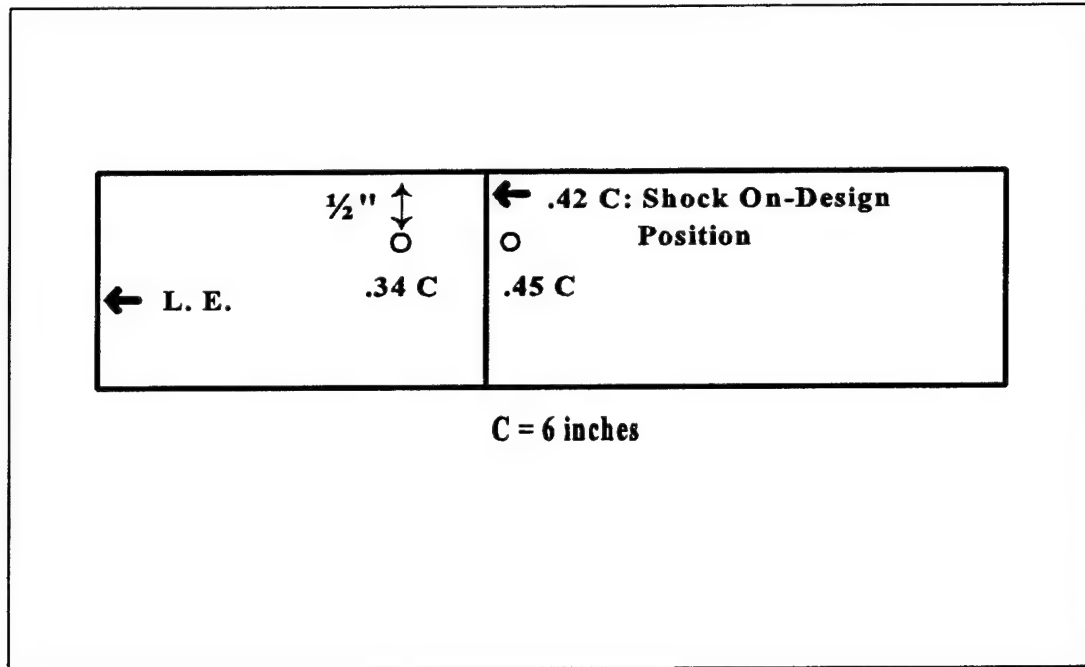 ½"
.42 C: Shock On-Design
Position
.34 C
.45 C
L. E.
C = 6 inches